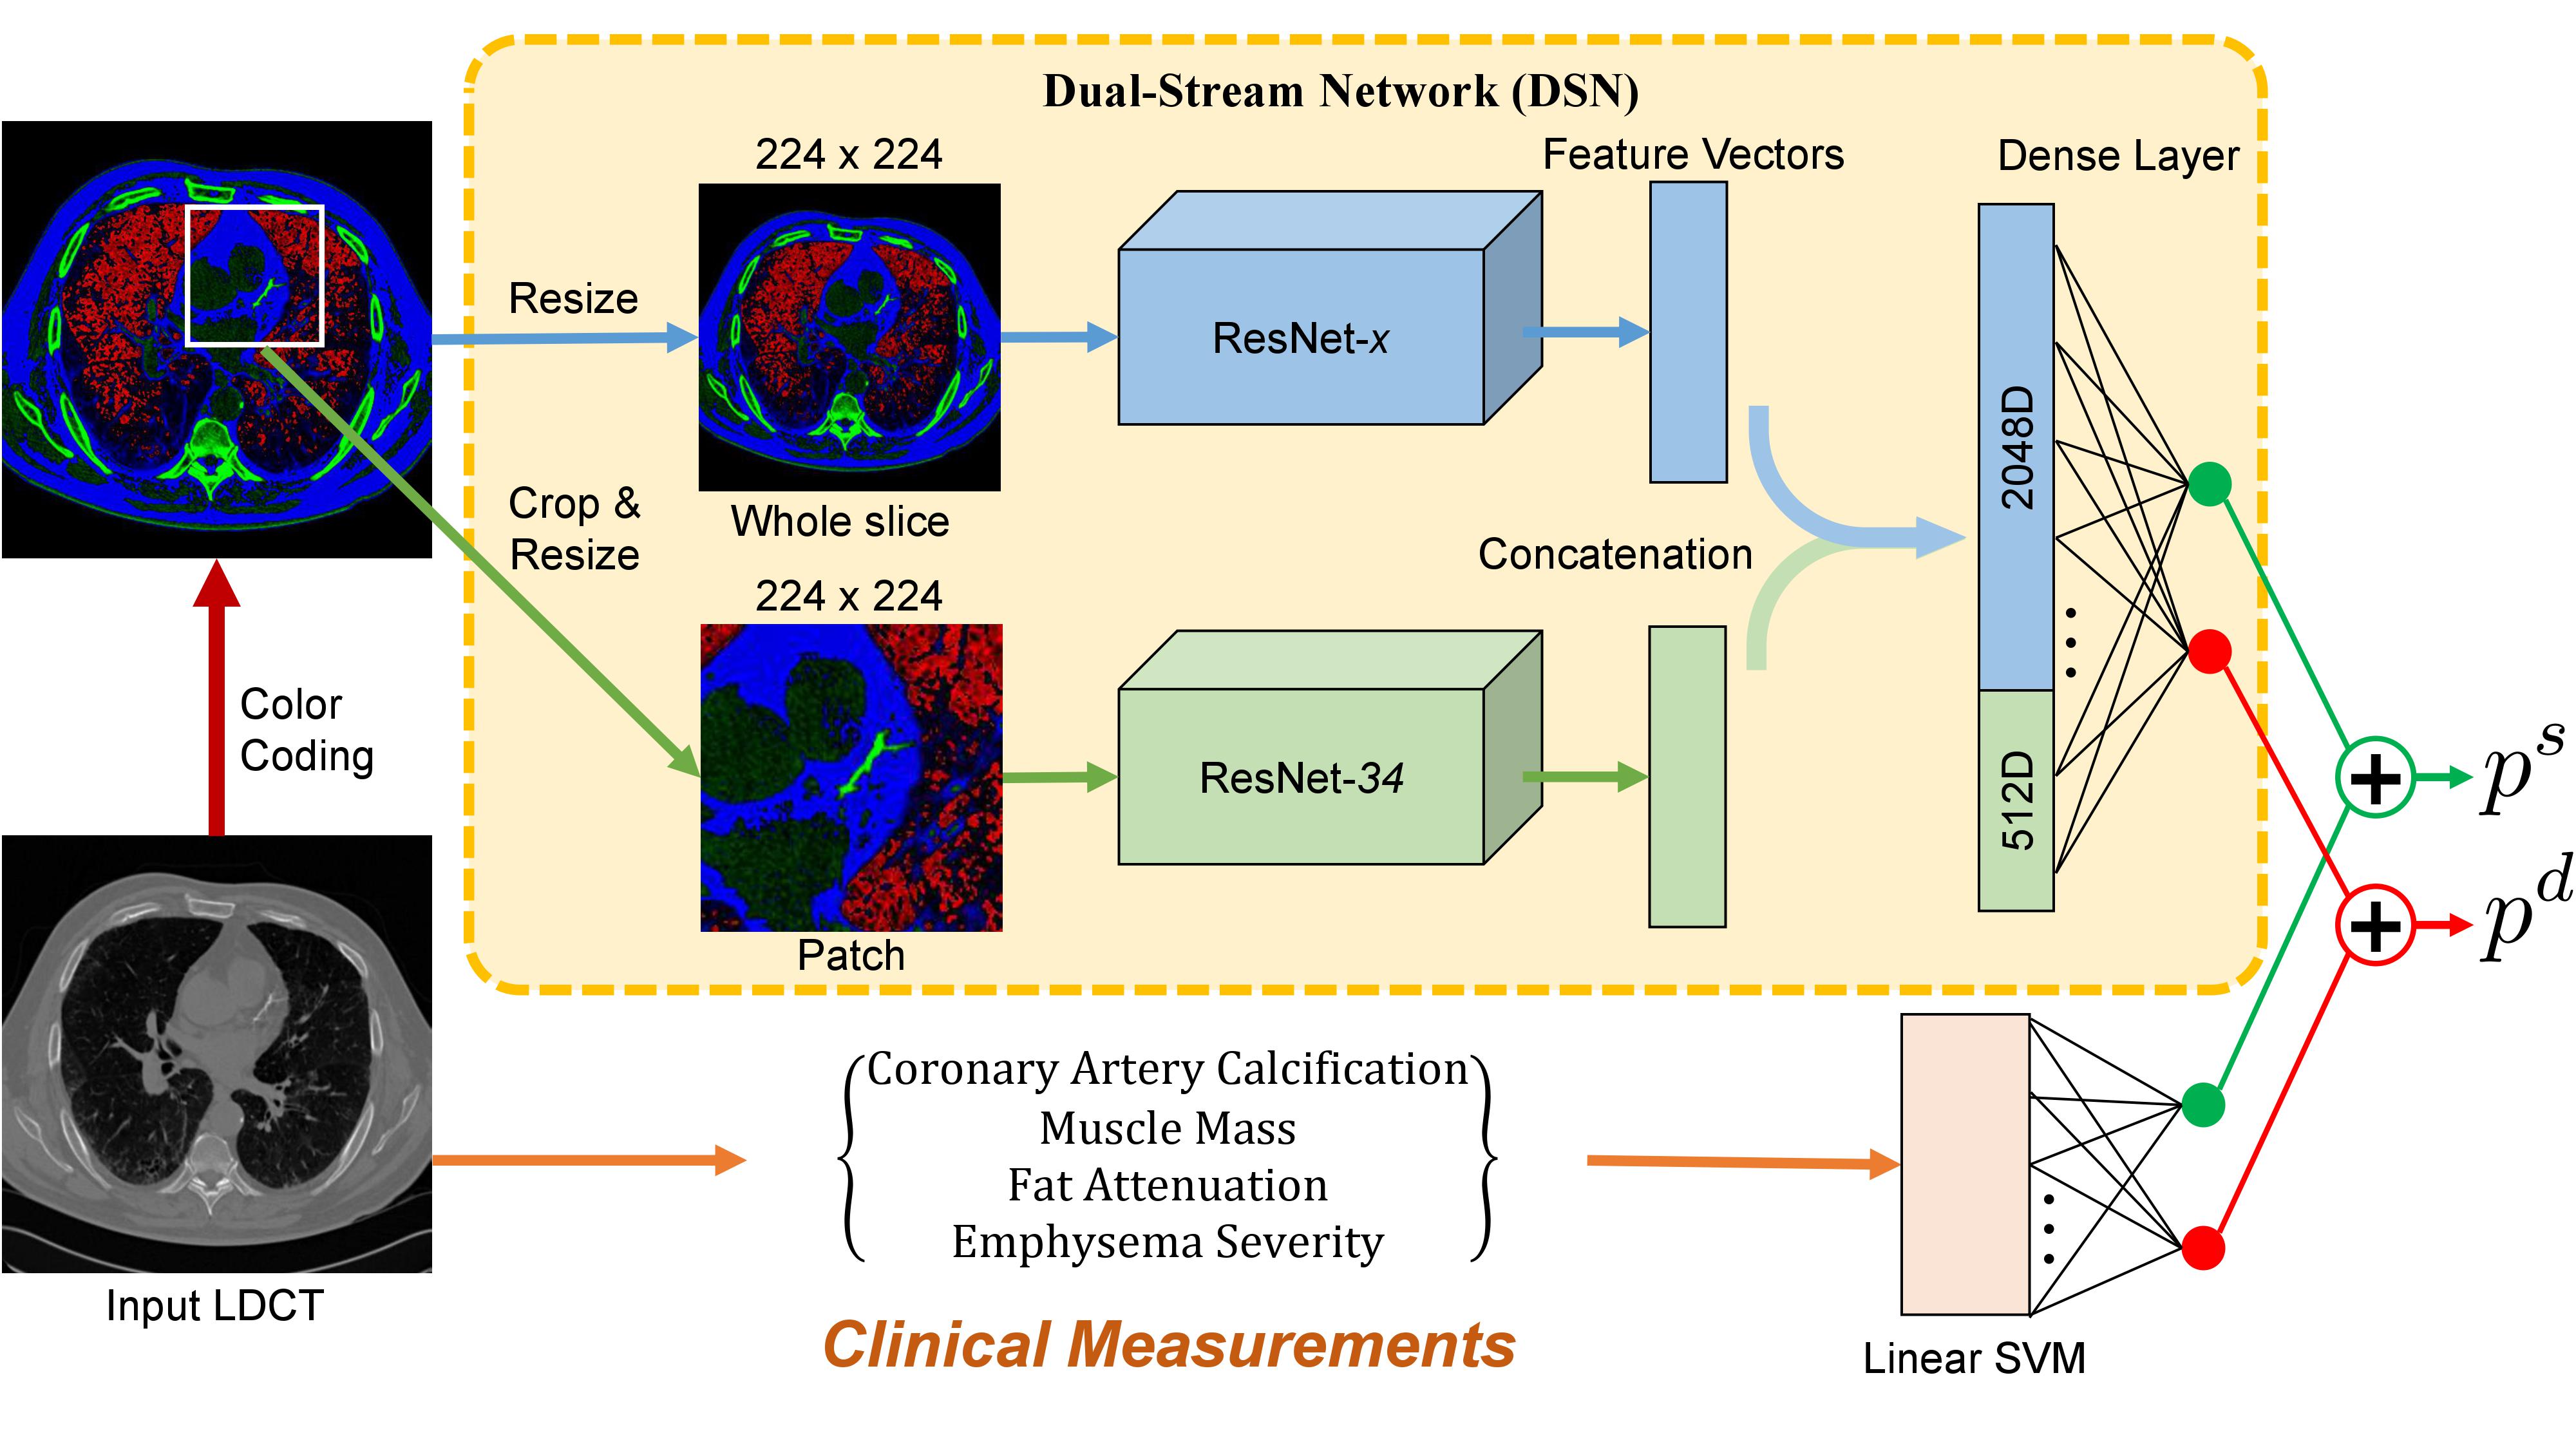 Dual-Stream Network (DSN)
224 x 224
Feature Vectors
Dense Layer
Resize
ResNet-x
2048D
Crop &
Resize
Whole slice
Concatenation
224 x 224
Color
Coding
ResNet-34
512D
Patch
p^s
p^d
Input LDCT
Coronary Artery Calcification
Muscle Mass
Fat Attenuation
Emphysema Severity
Clinical Measurements
Linear SVM